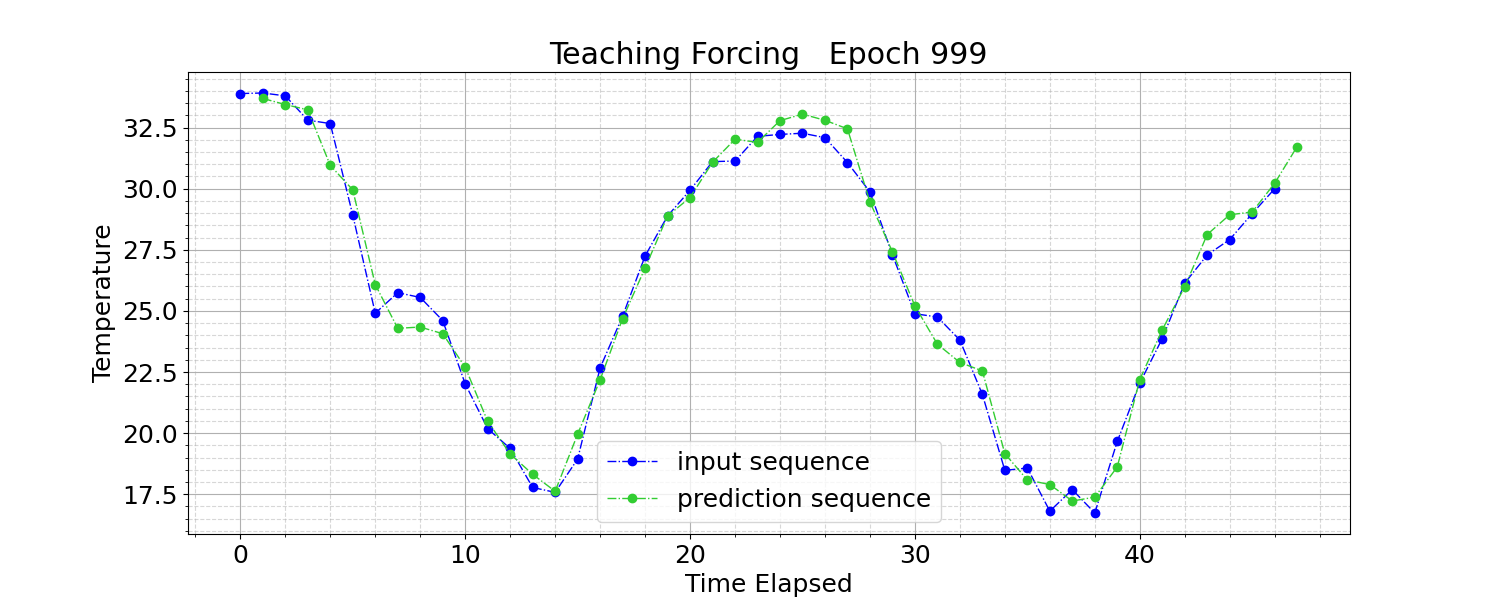 Teaching Forcing   Epoch 999
Temperature
32.5
30.0
27.5
25.0
22.5
20.0
17.5
input sequence
prediction sequence
0
10
20
30
40
Time Elapsed